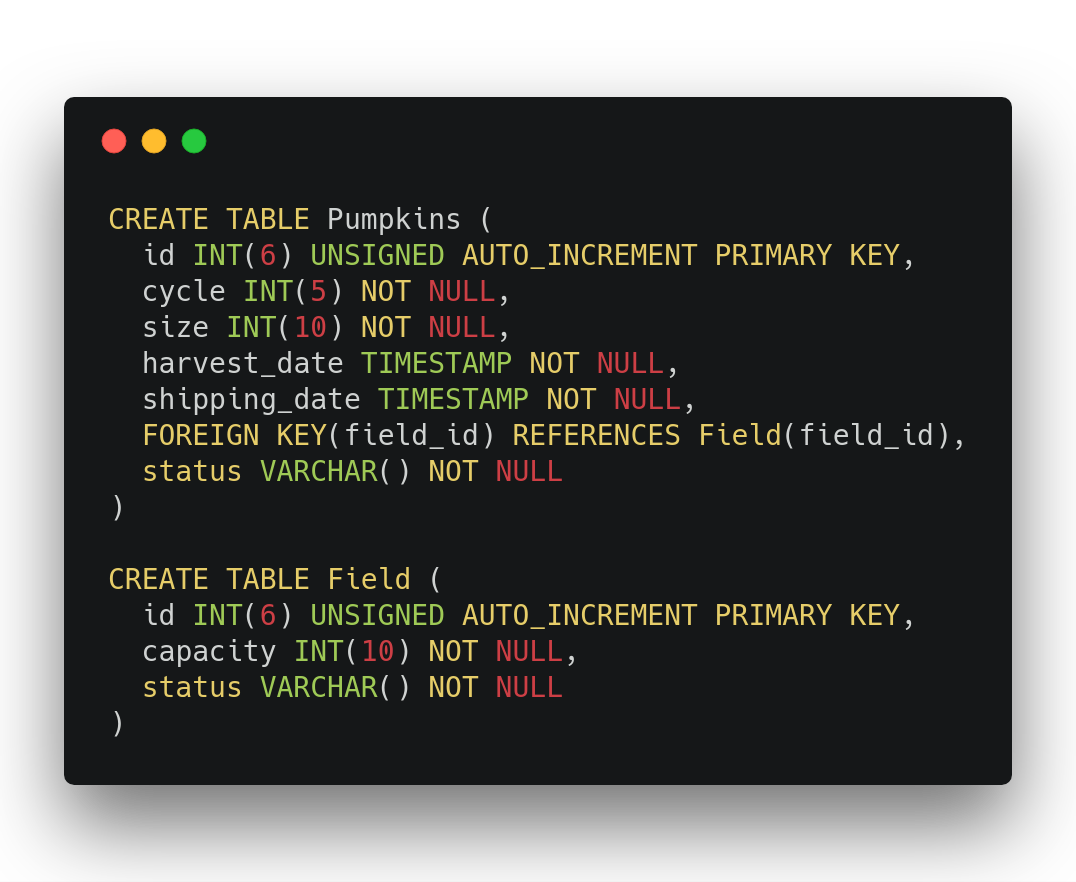 CREATE TABLE Pumpkins (
  id INT(6) UNSIGNED AUTO_INCREMENT PRIMARY KEY,
  cycle INT(5) NOT NULL,
  size INT(10) NOT NULL,
  harvest_date TIMESTAMP NOT NULL,
  shipping_date TIMESTAMP NOT NULL,
  FOREIGN KEY(field_id) REFERENCES Field(field_id),
  status VARCHAR() NOT NULL
)

CREATE TABLE Field (
  id INT(6) UNSIGNED AUTO_INCREMENT PRIMARY KEY,
  capacity INT(10) NOT NULL,
  status VARCHAR() NOT NULL
)